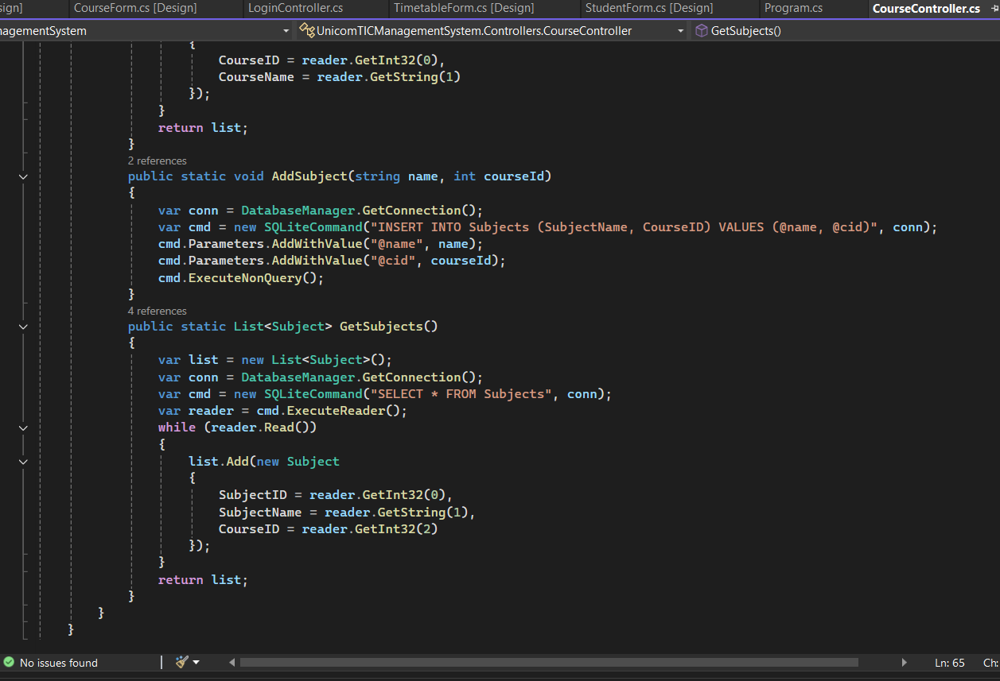 sign]
CourseForm.cs [Design]
LoginController.cs
TimetableForm.cs [Design]
StudentForm.cs [Design]
Program.cs
CourseController.cs
nagementSystem
UnicomTICManagementSystem.Controllers.CourseController
GetSubjects()
{
CourseID = reader.GetInt32(0),
CourseName = reader.GetString(1)
});
}
return list;
}
2 references
public static void AddSubject(string name, int courseId)
{
var conn = DatabaseManager.GetConnection();
var cmd = new SQLiteCommand("INSERT INTO Subjects (SubjectName, CourseID) VALUES (@name, @cid)", conn);
cmd.Parameters.AddWithValue("@name", name);
cmd.Parameters.AddWithValue("@cid", courseId);
cmd.ExecuteNonQuery();
}
4 references
public static List<Subject> GetSubjects()
{
var list = new List<Subject>();
var conn = DatabaseManager.GetConnection();
var cmd = new SQLiteCommand("SELECT * FROM Subjects", conn);
var reader = cmd.ExecuteReader();
while (reader.Read())
{
list.Add(new Subject
{
SubjectID = reader.GetInt32(0),
SubjectName = reader.GetString(1),
CourseID = reader.GetInt32(2)
});
}
return list;
}
}
}
No issues found
Ln: 65
Ch: